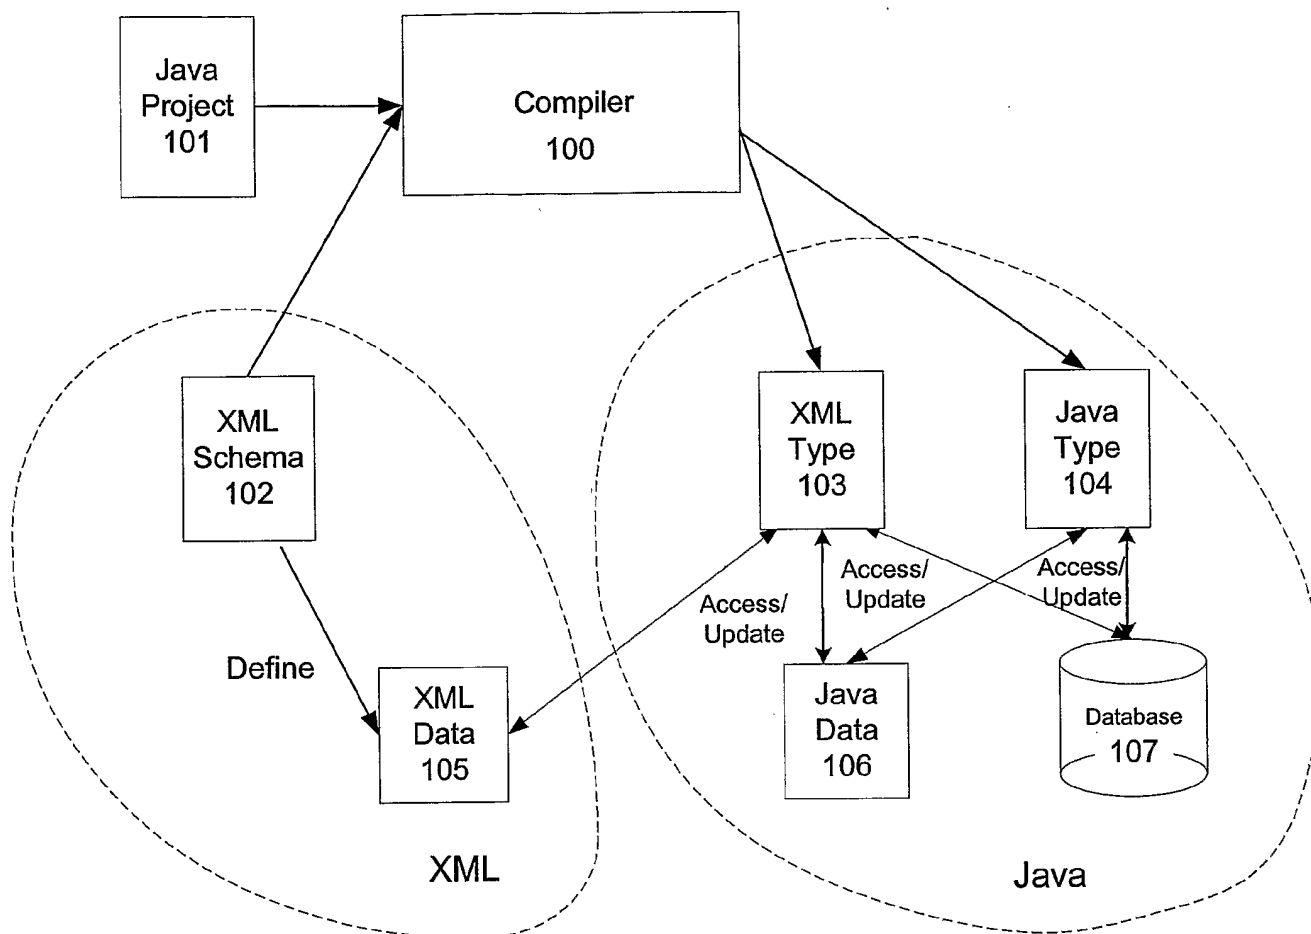 Java
Project
101
Compiler
100
XML
Schema
102
XML
Type
103
Java
Type
104
Access/
Update
Access/
Update
Access/
Update
Define
XML
Data
105
Java
Data
106
Database
107
XML
Java